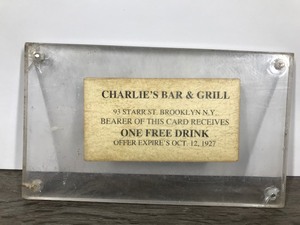 CHARLIE'S BAR & GRILL
93 STARR ST. BROOKLYN N.Y.
BEARER OF THIS CARD RECEIVES
ONE FREE DRINK
OFFER EXPIRE'S OCT. 12, 1927